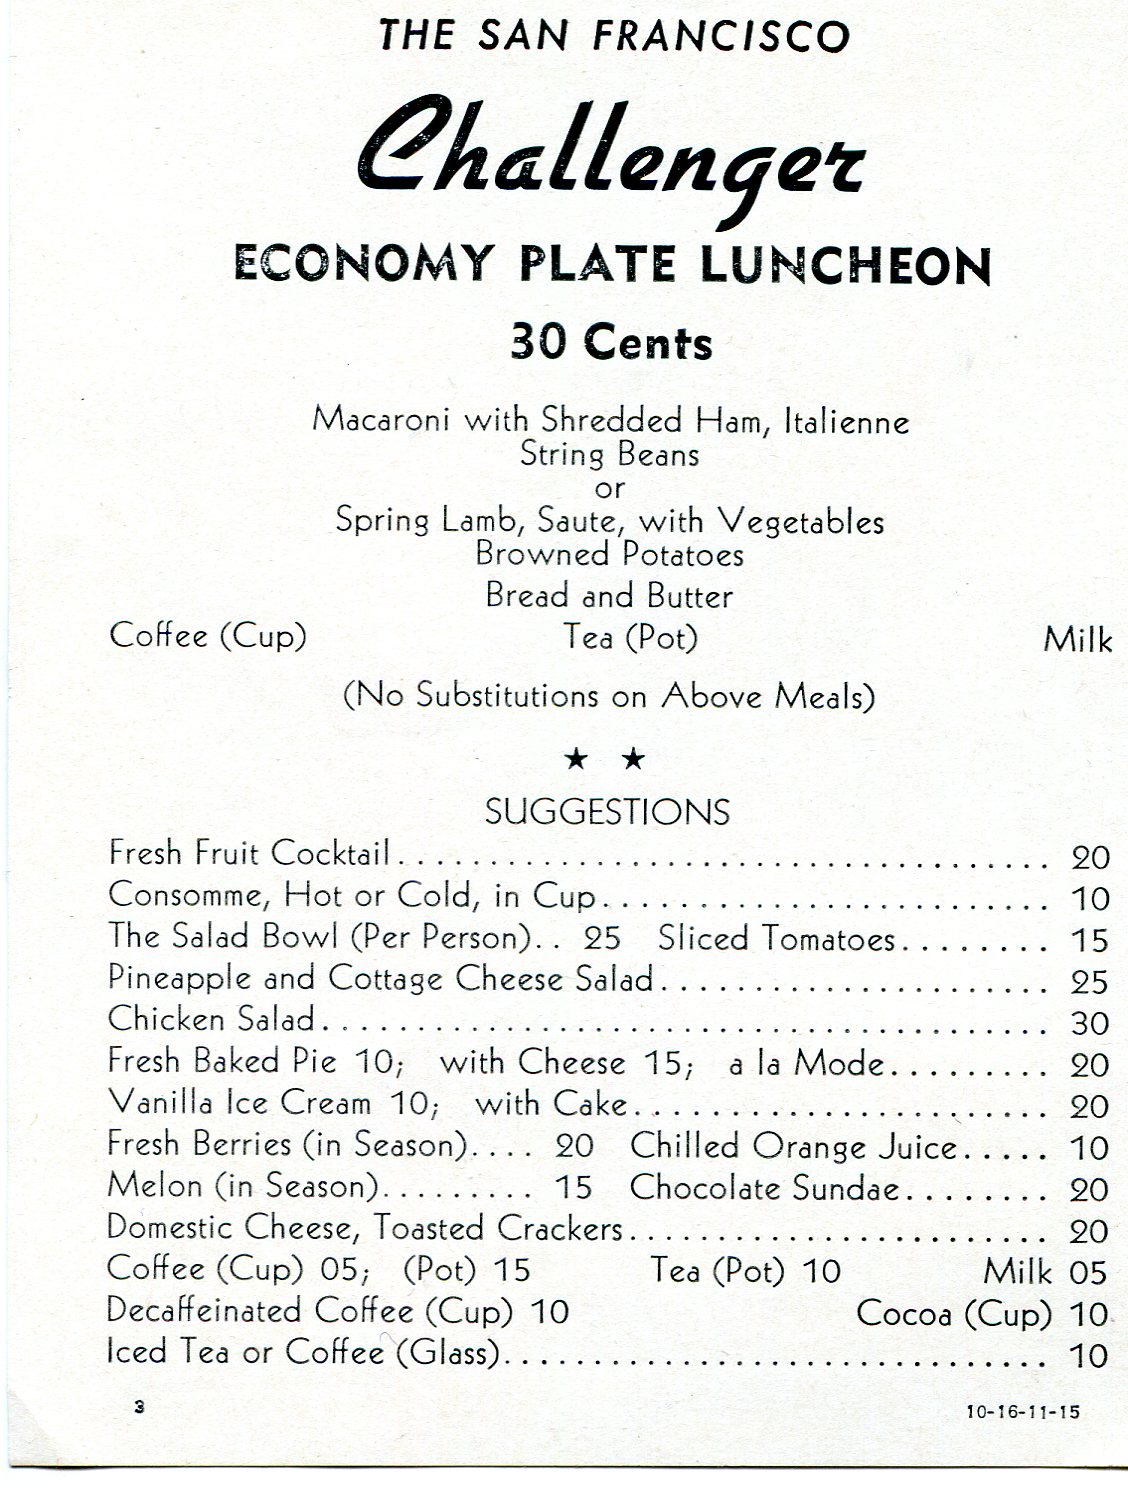 THE SAN FRANCISCO
Challenger
ECONOMY PLATE LUNCHEON
30 Cents
Macaroni with Shredded Ham, Italienne
String Beans
or
Spring Lamb, Saute, with Vegetables
Browned Potatoes
Bread and Butter
Coffee (Cup) Tea (Pot) Milk
(No Substitutions on Above Meals)
★ ★
SUGGESTIONS
Fresh Fruit Cocktail........................................ 20
Consomme, Hot or Cold, in Cup........................... 10
The Salad Bowl (Per Person).. 25 Sliced Tomatoes........ 15
Pineapple and Cottage Cheese Salad....................... 25
Chicken Salad............................................ 30
Fresh Baked Pie 10; with Cheese 15; a la Mode......... 20
Vanilla Ice Cream 10; with Cake......................... 20
Fresh Berries (in Season).... 20 Chilled Orange Juice..... 10
Melon (in Season)......... 15 Chocolate Sundae........ 20
Domestic Cheese, Toasted Crackers........................ 20
Coffee (Cup) 05; (Pot) 15 Tea (Pot) 10 Milk 05
Decaffeinated Coffee (Cup) 10 Cocoa (Cup) 10
Iced Tea or Coffee (Glass)................................ 10
3 10-16-11-15